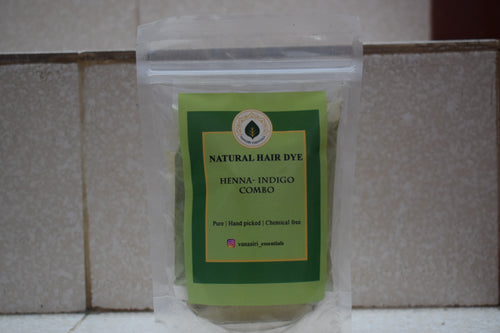 NATURAL HAIR DYE
HENNA- INDIGO
COMBO
Pure | Hand picked | Chemical free
vanasiri_essentials